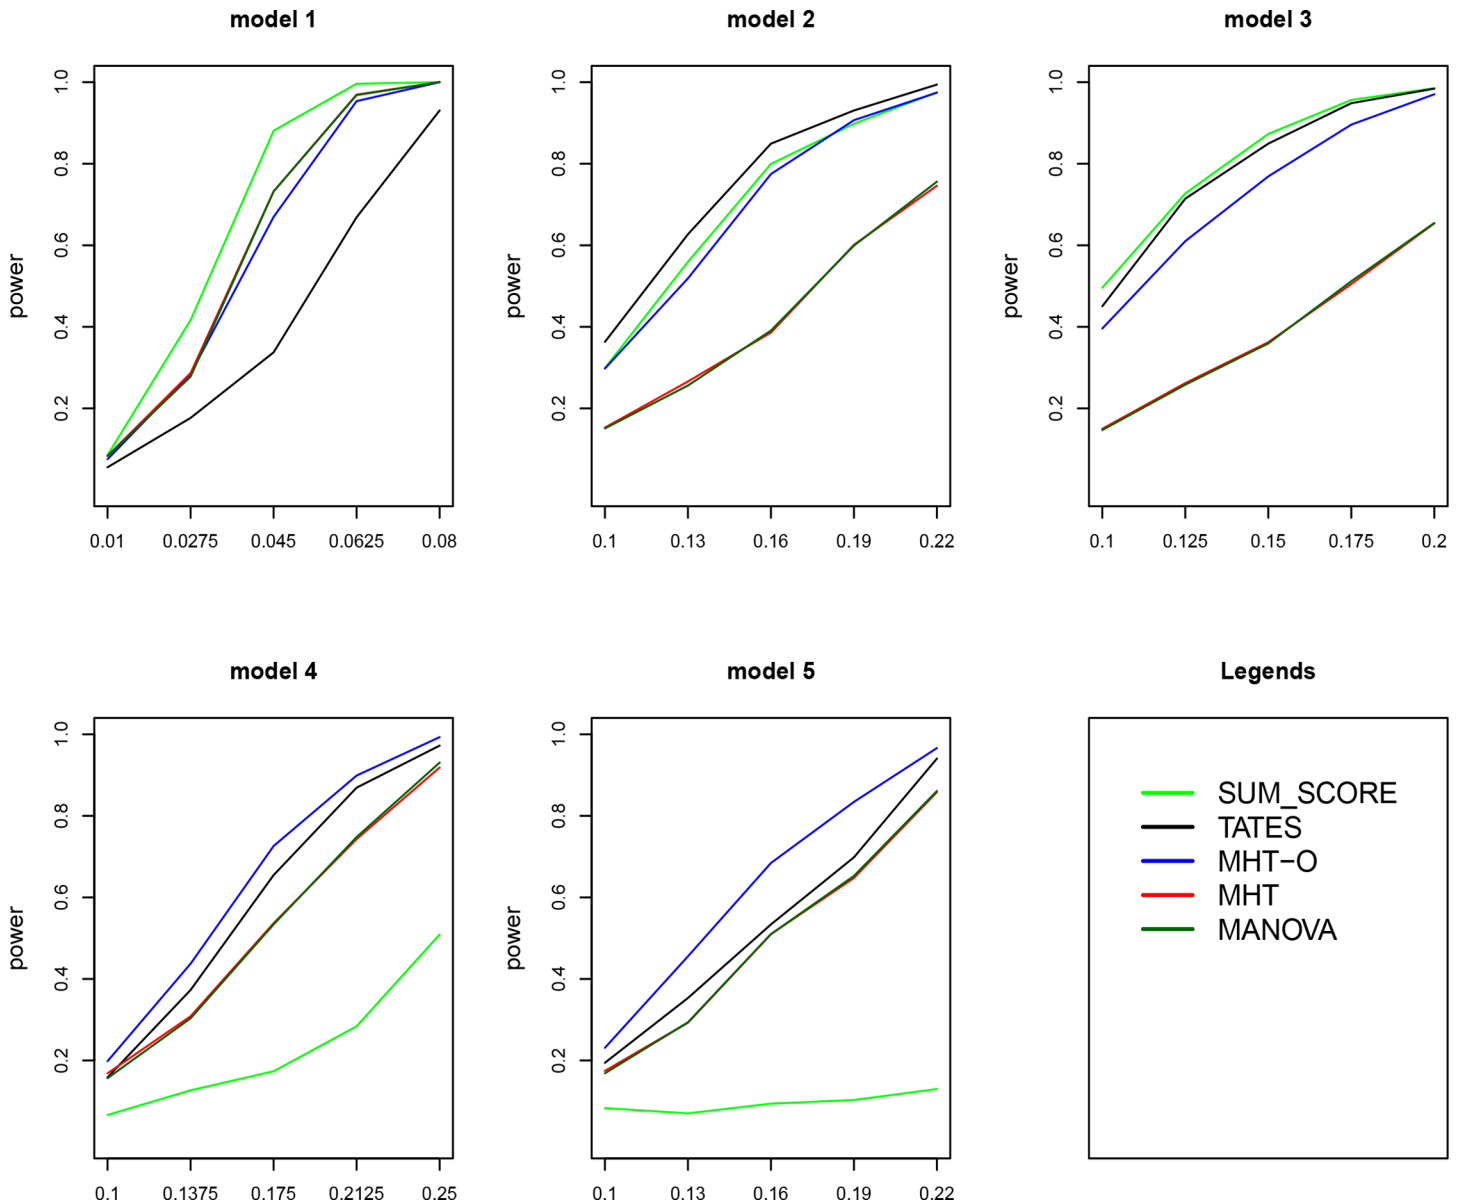 model 1
power
1.0
0.8
0.6
0.4
0.2
0.01 0.0275 0.045 0.0625 0.08
model 2
power
1.0
0.8
0.6
0.4
0.2
0.1 0.13 0.16 0.19 0.22
model 3
power
1.0
0.8
0.6
0.4
0.2
0.1 0.125 0.15 0.175 0.2
model 4
power
1.0
0.8
0.6
0.4
0.2
0.1 0.1375 0.175 0.2125 0.25
model 5
power
1.0
0.8
0.6
0.4
0.2
0.1 0.13 0.16 0.19 0.22
Legends
SUM_SCORE
TATES
MHT−O
MHT
MANOVA